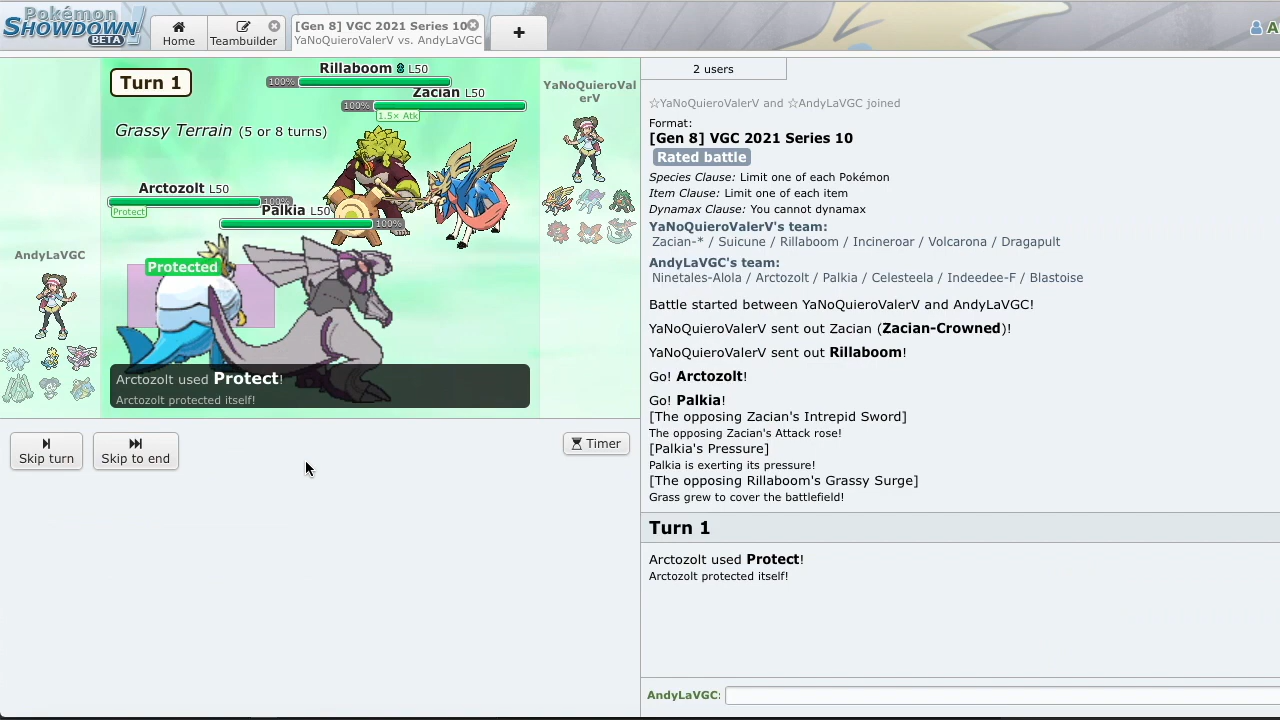 Pokémon
SHOWDOWN!
BETA
Home
Teambuilder
[Gen 8] VGC 2021 Series 10
YaNoQuieroValerV vs. AndyLaVGC
+
A
Turn 1
Rillaboom L50
100%
Zacian L50
100%
1.5× Atk
Grassy Terrain (5 or 8 turns)
Arctozolt L50
100%
Protect
Palkia L50
100%
Protected
Arctozolt used Protect!
Arctozolt protected itself!
YaNoQuieroVal
erV
AndyLaVGC
Skip turn
Skip to end
Timer
2 users
☆YaNoQuieroValerV and ☆AndyLaVGC joined
Format:
[Gen 8] VGC 2021 Series 10
Rated battle
Species Clause: Limit one of each Pokémon
Item Clause: Limit one of each item
Dynamax Clause: You cannot dynamax
YaNoQuieroValerV's team:
Zacian-* / Suicune / Rillaboom / Incineroar / Volcarona / Dragapult
AndyLaVGC's team:
Ninetales-Alola / Arctozolt / Palkia / Celesteela / Indeedee-F / Blastoise
Battle started between YaNoQuieroValerV and AndyLaVGC!
YaNoQuieroValerV sent out Zacian (Zacian-Crowned)!
YaNoQuieroValerV sent out Rillaboom!
Go! Arctozolt!
Go! Palkia!
[The opposing Zacian's Intrepid Sword]
The opposing Zacian's Attack rose!
[Palkia's Pressure]
Palkia is exerting its pressure!
[The opposing Rillaboom's Grassy Surge]
Grass grew to cover the battlefield!
Turn 1
Arctozolt used Protect!
Arctozolt protected itself!
AndyLaVGC: